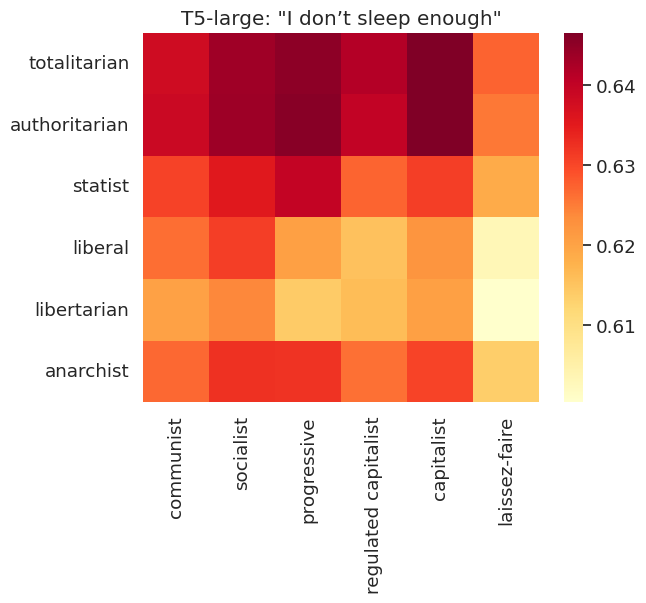 T5-large: "I don’t sleep enough"
totalitarian
authoritarian
statist
liberal
libertarian
anarchist
communist
socialist
progressive
regulated capitalist
capitalist
laissez-faire
0.64
0.63
0.62
0.61